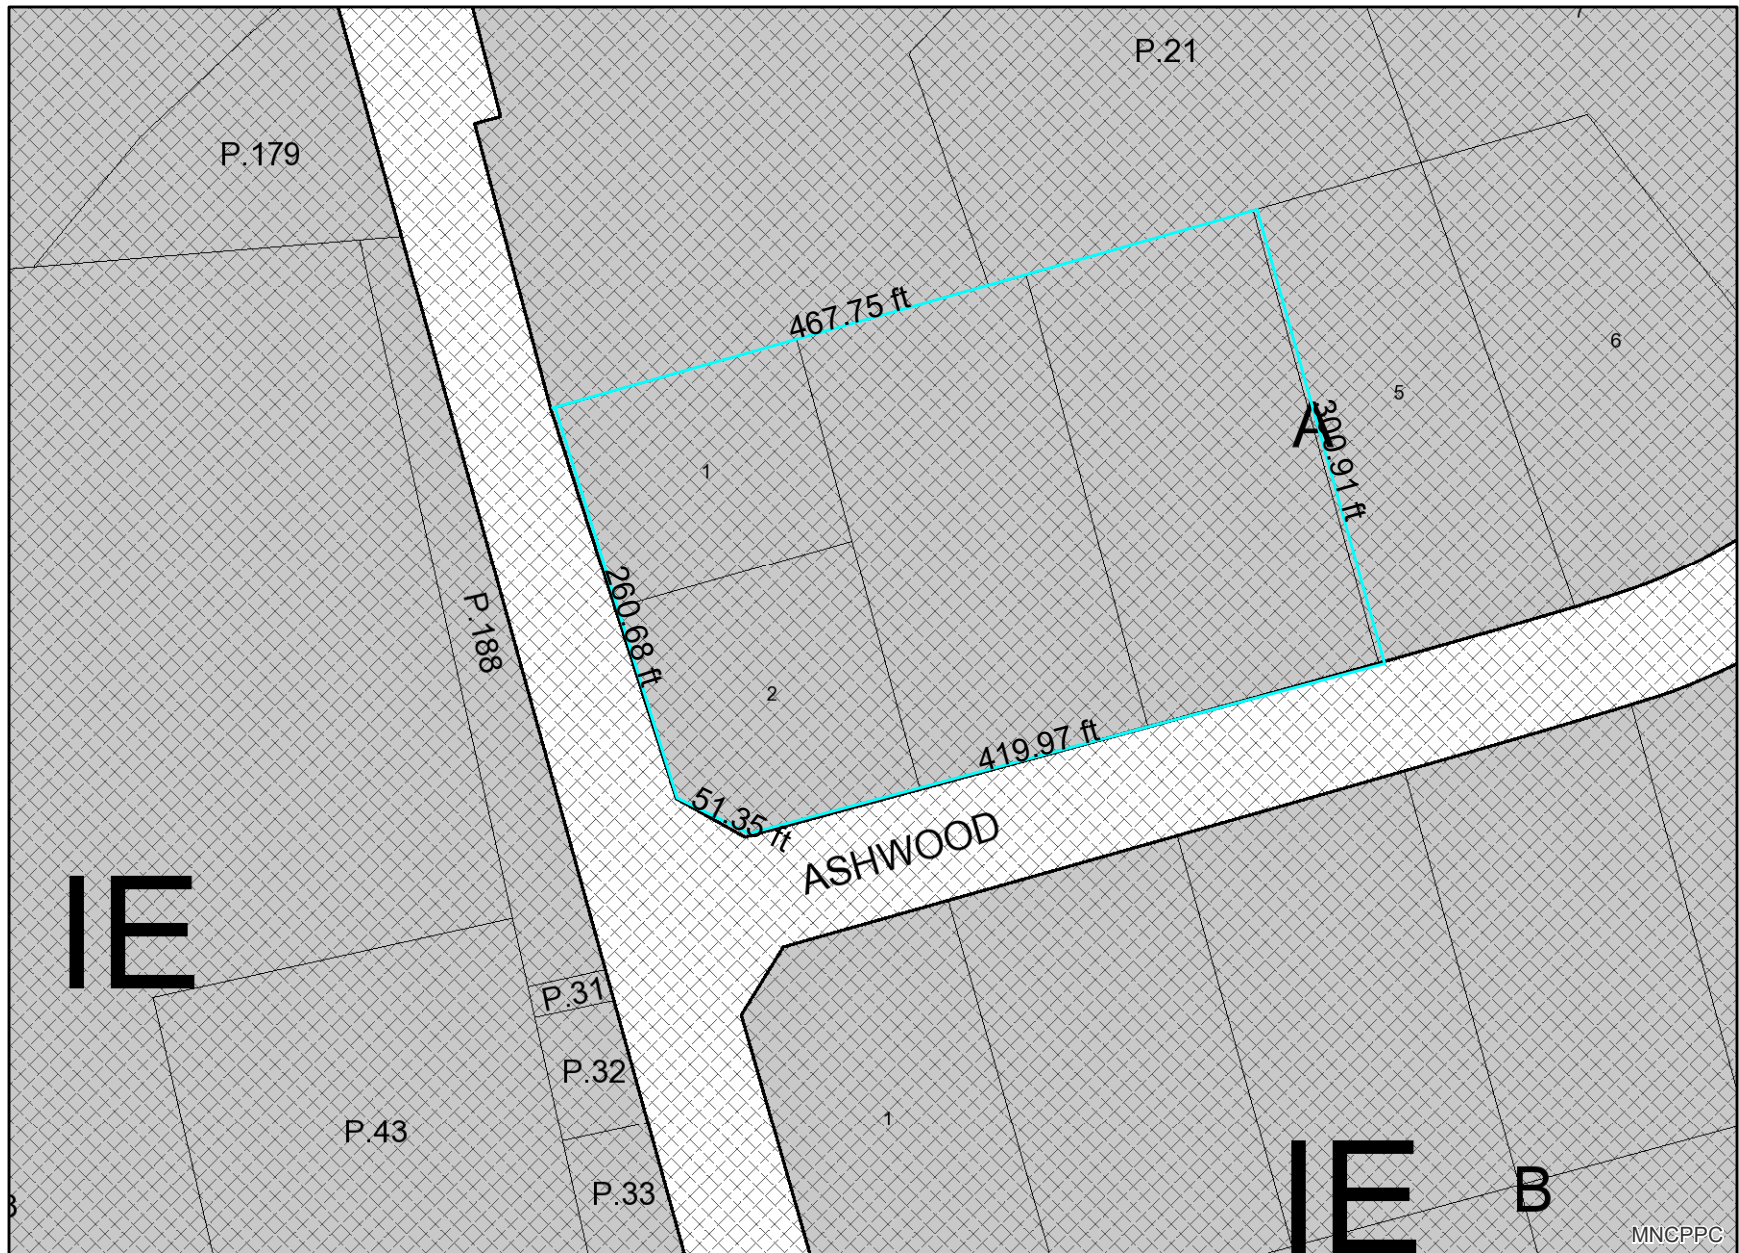 P.21
P.179
467.75 ft
6
5
A
300.91 ft
1
260.68 ft
P.188
2
419.97 ft
51.35 ft
ASHWOOD
IE
P.31
P.32
1
P.43
IE
B
P.33
MNCPPC